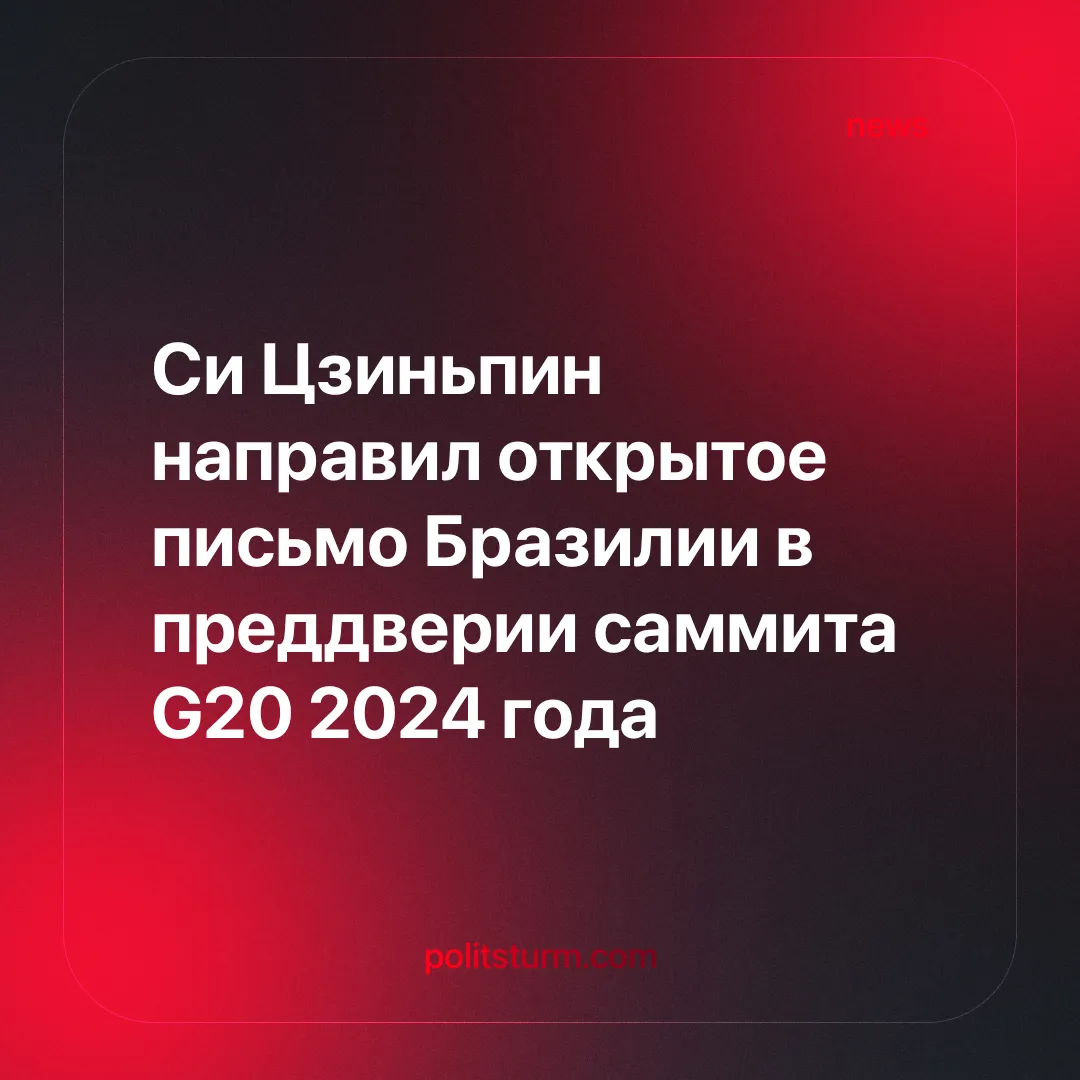 news
Си Цзиньпин
направил открытое
письмо Бразилии в
преддверии саммита
G20 2024 года
politsturm.com